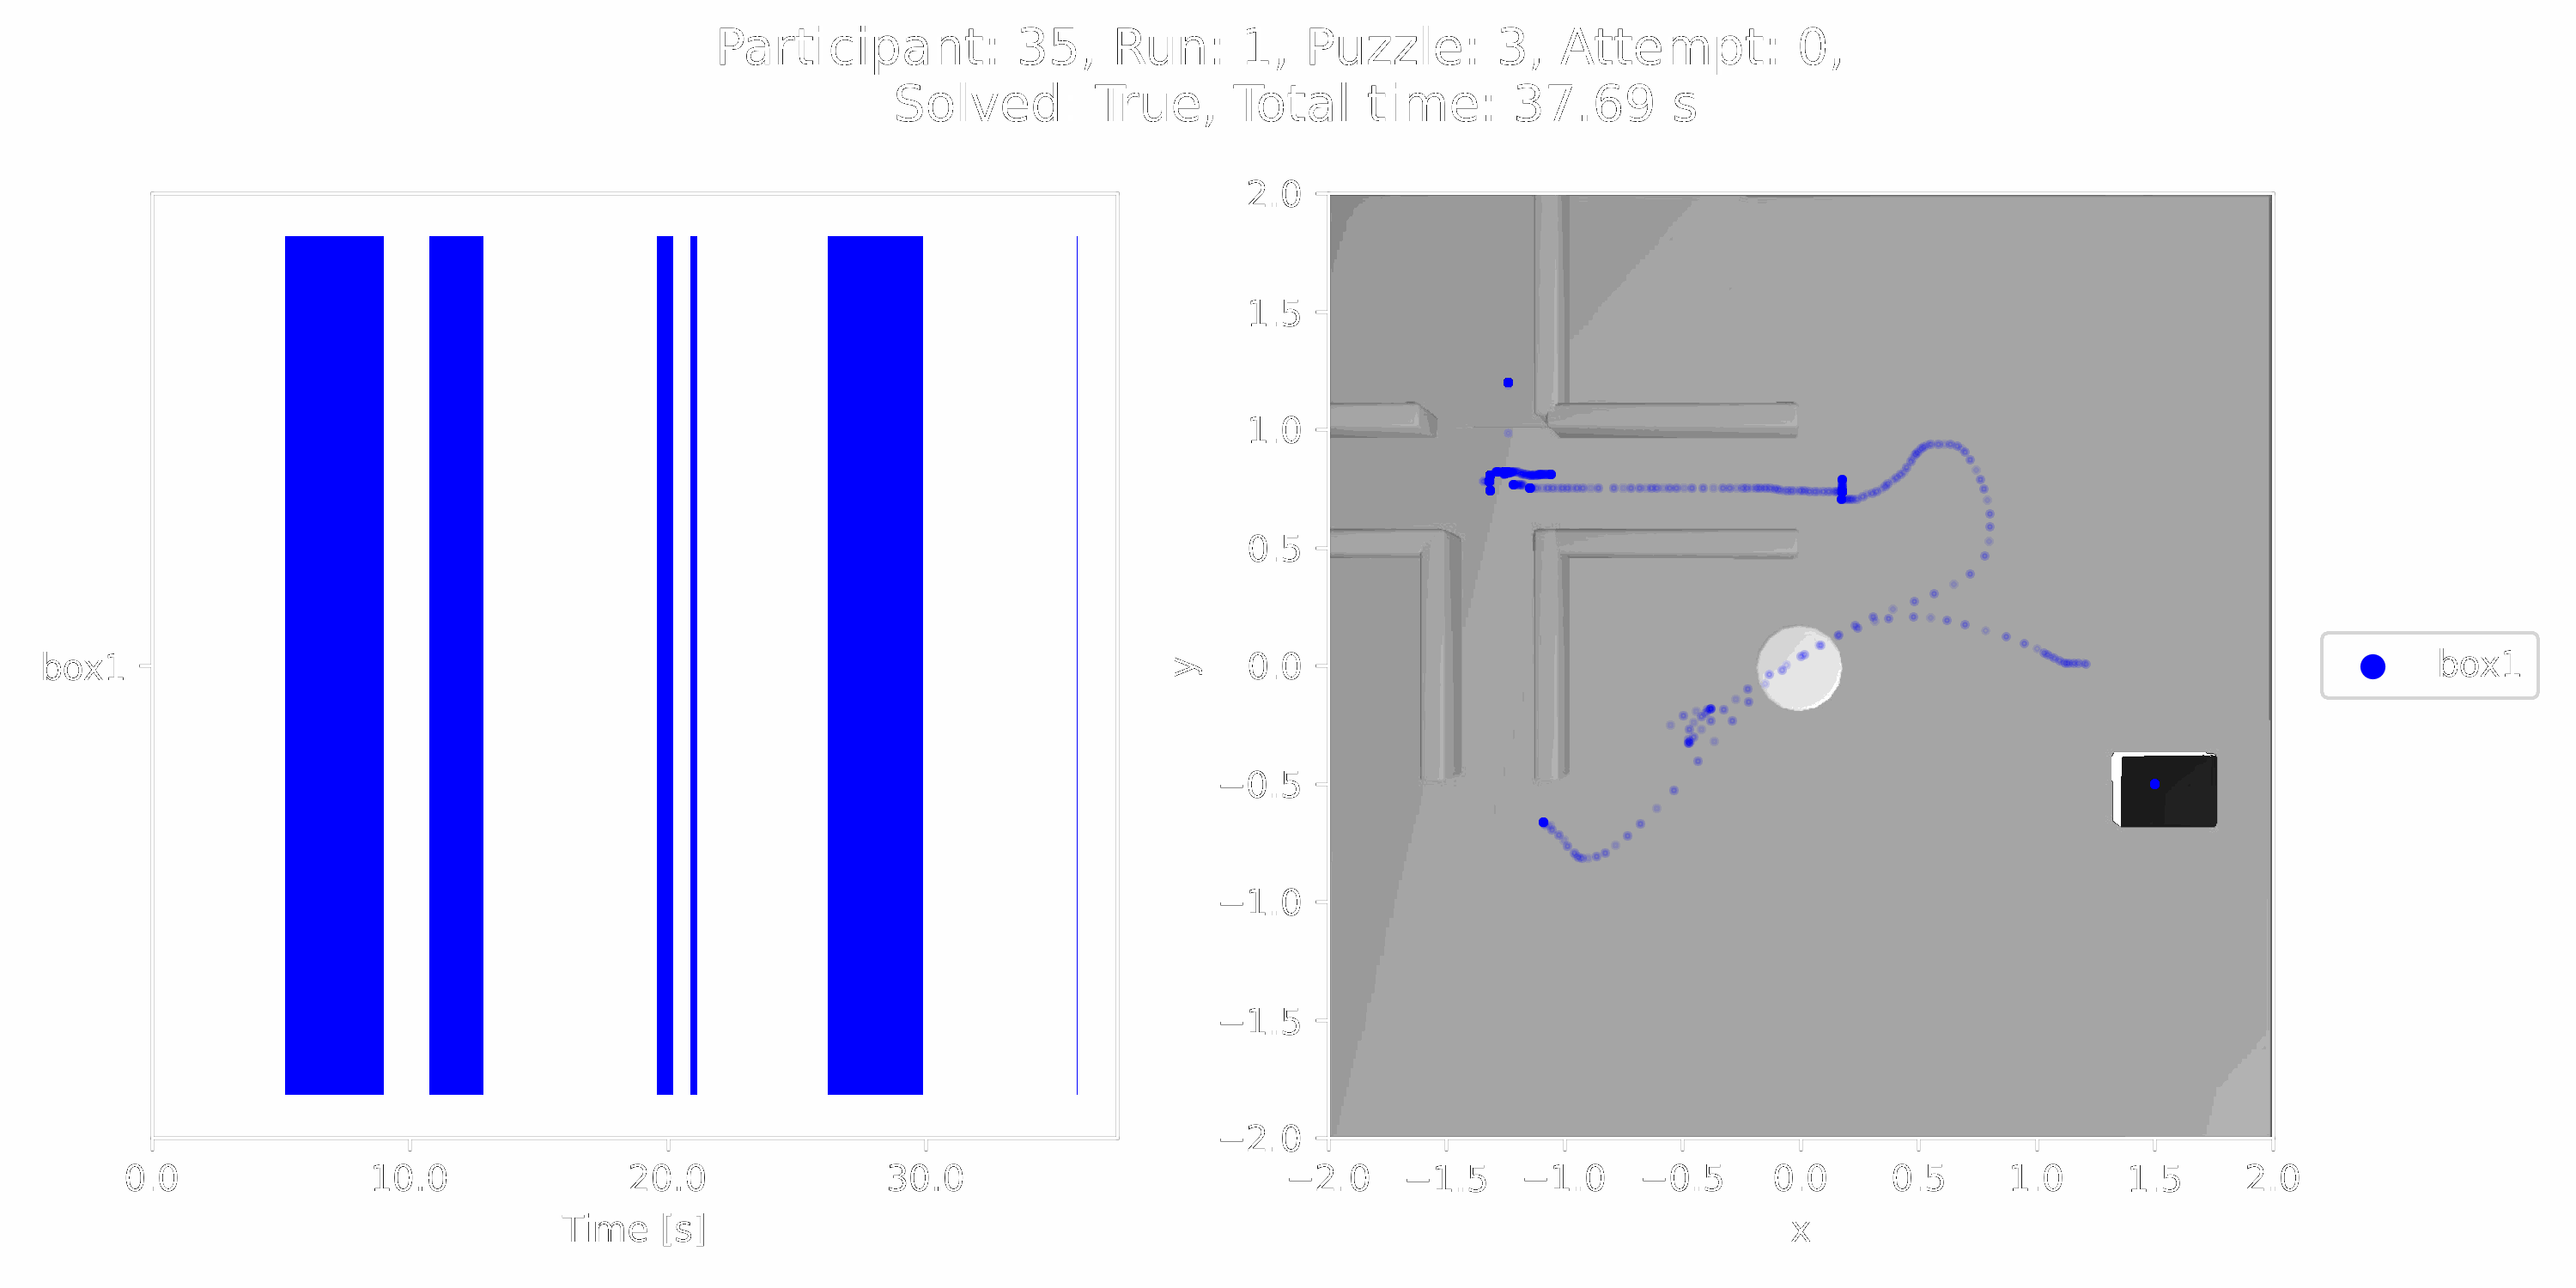 Participant: 35, Run: 1, Puzzle: 3, Attempt: 0,
Solved True, Total time: 37.69 s
box1
0.0 10.0 20.0 30.0
Time [s]
y
2.0
1.5
1.0
0.5
0.0
−0.5
−1.0
−1.5
−2.0
−2.0 −1.5 −1.0 −0.5 0.0 0.5 1.0 1.5 2.0
x
box1